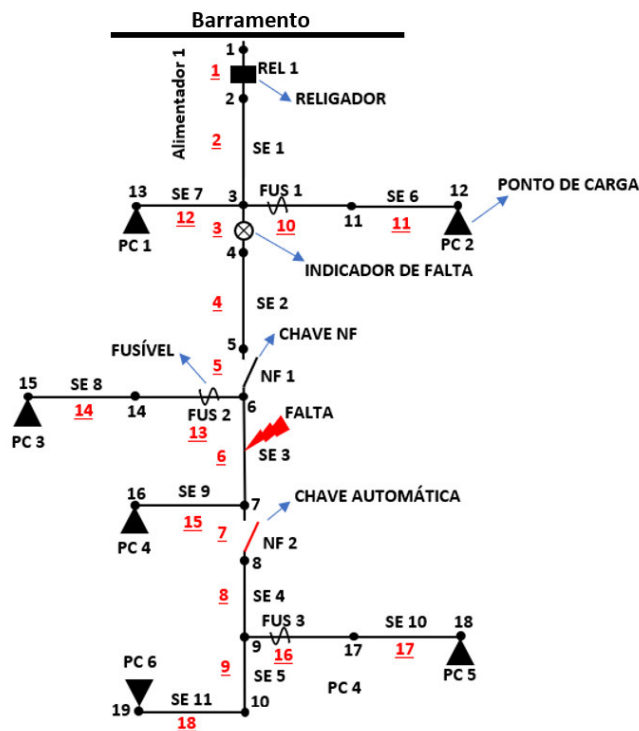 Barramento
Alimentador 1
1
1
REL 1
RELIGADOR
2
2
SE 1
13
SE 7
3
FUS 1
SE 6
12
PONTO DE CARGA
12
3
10
11
11
PC 1
PC 2
4
INDICADOR DE FALTA
4
SE 2
5
CHAVE NF
FUSÍVEL
5
NF 1
15
SE 8
14
14
FUS 2
6
13
FALTA
PC 3
6
SE 3
16
SE 9
7
CHAVE AUTOMÁTICA
15
7
NF 2
PC 4
8
8
SE 4
FUS 3
SE 10
18
9
16
17
17
PC 6
9
SE 5
PC 4
PC 5
19
SE 11
10
18